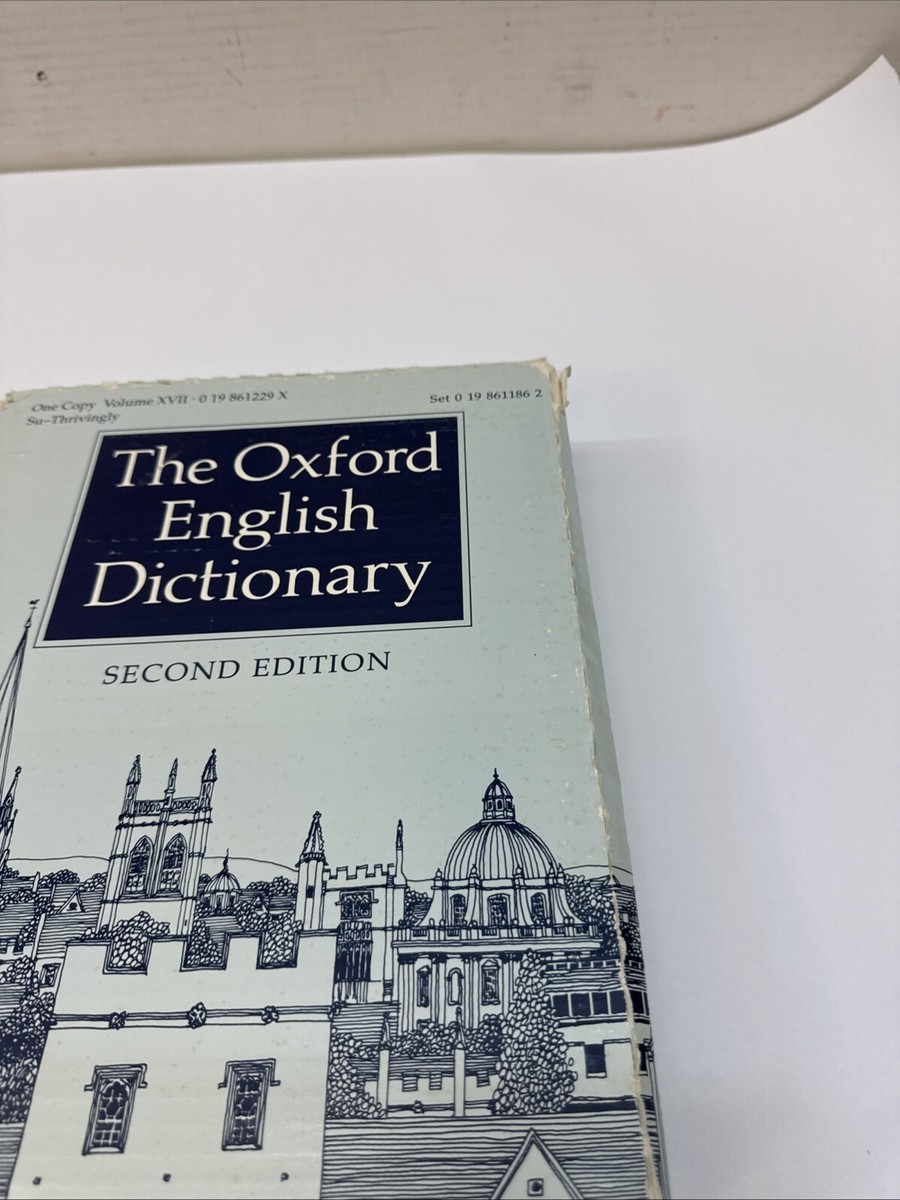 One Copy Volume XVII - 0 19 861229 X
Set 0 19 861186 2
Su–Thrivingly
The Oxford
English
Dictionary
SECOND EDITION